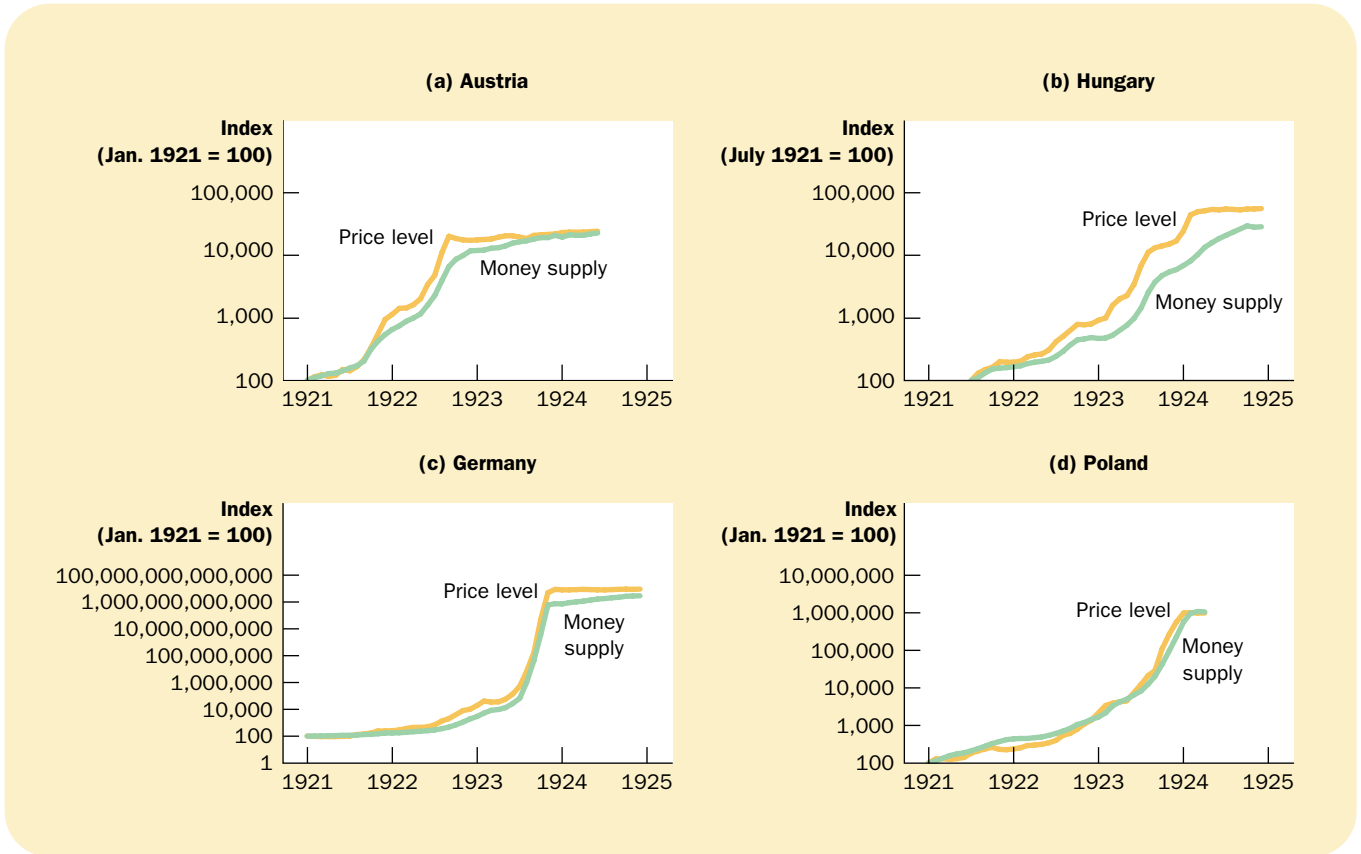 (a) Austria
Index
(Jan. 1921 = 100)
100,000
10,000
1,000
100
Price level
Money supply
1921 1922 1923 1924 1925
(b) Hungary
Index
(July 1921 = 100)
100,000
10,000
1,000
100
Price level
Money supply
1921 1922 1923 1924 1925
(c) Germany
Index
(Jan. 1921 = 100)
100,000,000,000,000
1,000,000,000,000
10,000,000,000
100,000,000
1,000,000
10,000
100
1
Price level
Money
supply
1921 1922 1923 1924 1925
(d) Poland
Index
(Jan. 1921 = 100)
10,000,000
1,000,000
100,000
10,000
1,000
100
Price level
Money
supply
1921 1922 1923 1924 1925